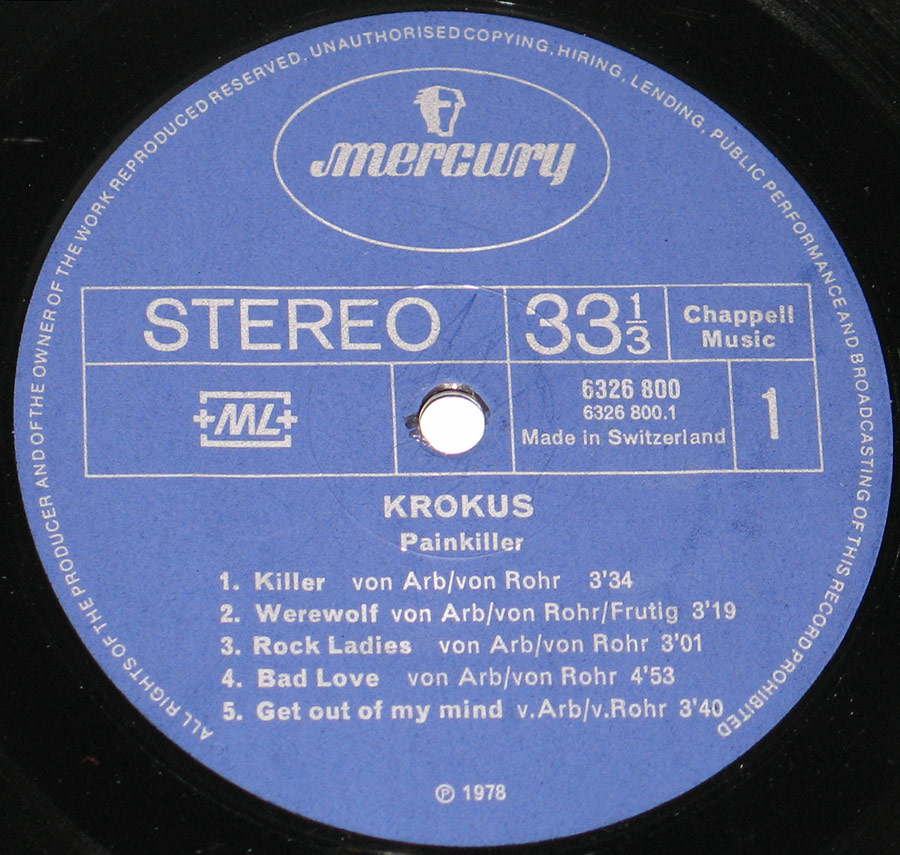 ALL RIGHTS OF THE PRODUCER AND OF THE OWNER OF THE WORK REPRODUCED RESERVED. UNAUTHORISED COPYING, HIRING, LENDING, PUBLIC PERFORMANCE AND BROADCASTING OF THIS RECORD PROHIBITED
mercury
STEREO
33 1/3
Chappell
Music
+ML+
6326 800
6326 800.1
Made in Switzerland
1
KROKUS
Painkiller
1. Killer von Arb/von Rohr 3'34
2. Werewolf von Arb/von Rohr/Frutig 3'19
3. Rock Ladies von Arb/von Rohr 3'01
4. Bad Love von Arb/von Rohr 4'53
5. Get out of my mind v.Arb/v.Rohr 3'40
℗ 1978